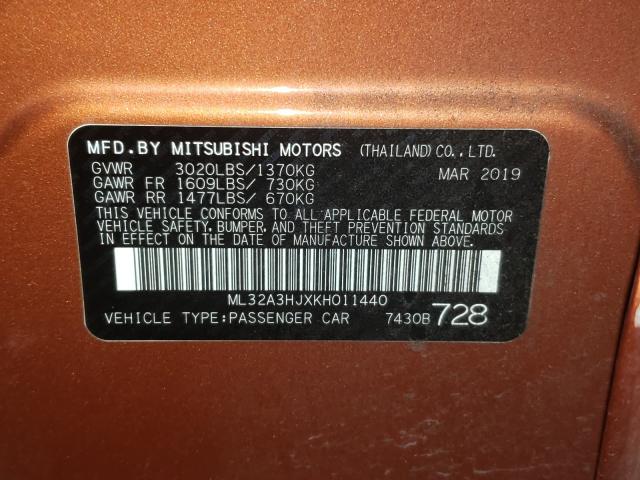 MFD.BY MITSUBISHI MOTORS (THAILAND)CO.,LTD.
GVWR 3020LBS/1370KG MAR 2019
GAWR FR 1609LBS/ 730KG
GAWR RR 1477LBS/ 670KG
THIS VEHICLE CONFORMS TO ALL APPLICABLE FEDERAL MOTOR
VEHICLE SAFETY, BUMPER, AND THEFT PREVENTION STANDARDS
IN EFFECT ON THE DATE OF MANUFACTURE SHOWN ABOVE.
ML32A3HJXKH011440
VEHICLE TYPE:PASSENGER CAR 7430B 728